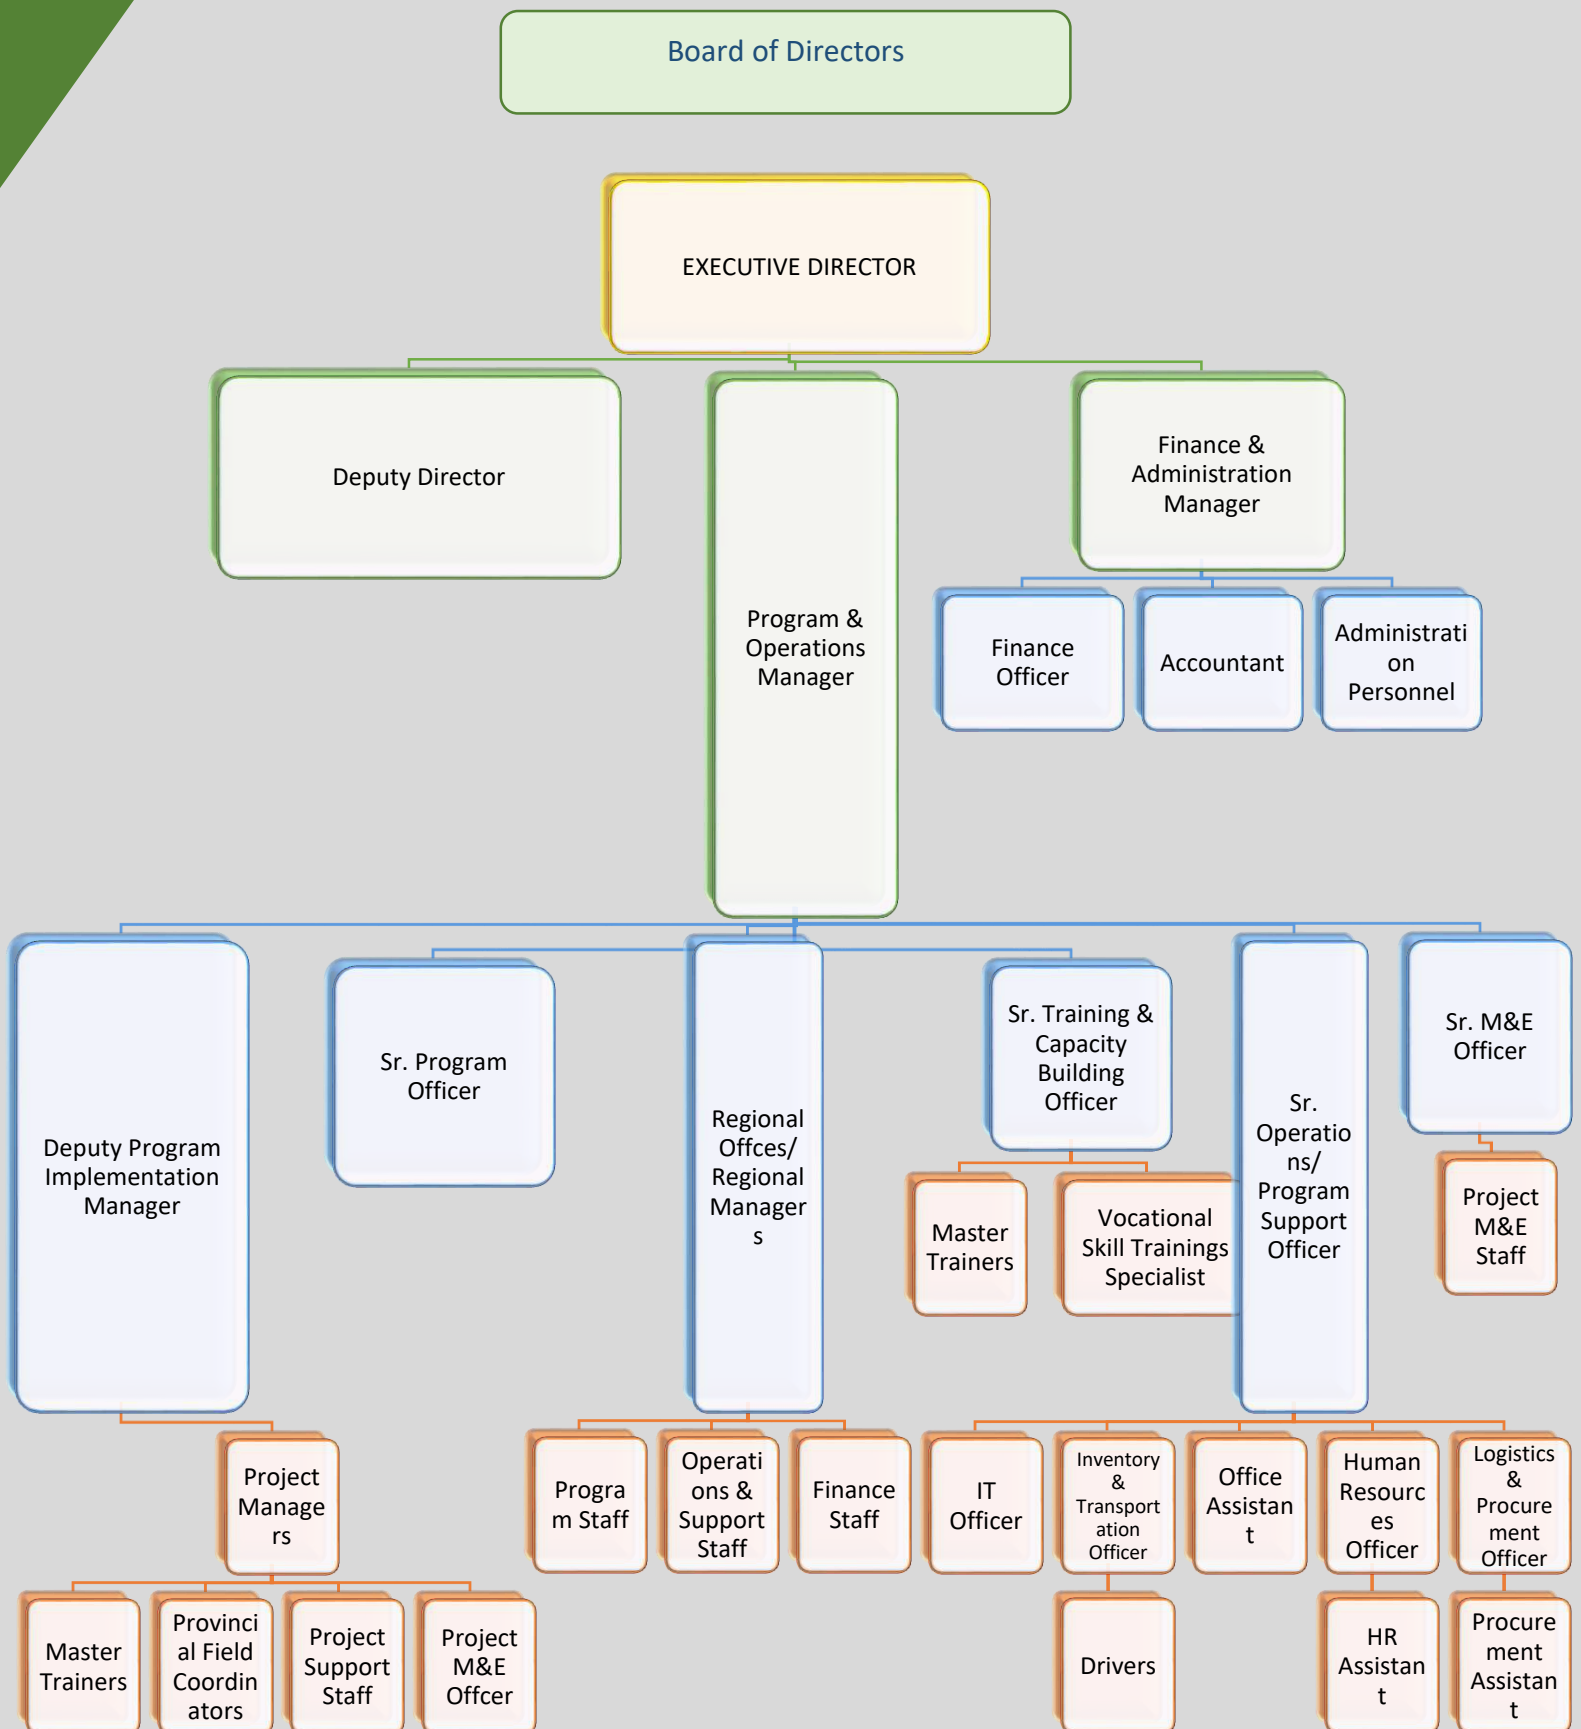 Board of Directors
EXECUTIVE DIRECTOR
Deputy Director
Program &
Operations
Manager
Finance &
Administration
Manager
Finance
Officer
Accountant
Administrati
on
Personnel
Deputy Program
Implementation
Manager
Sr. Program
Officer
Regional
Offces/
Regional
Manager
s
Sr. Training &
Capacity
Building
Officer
Sr.
Operatio
ns/
Program
Support
Officer
Sr. M&E
Officer
Master
Trainers
Vocational
Skill Trainings
Specialist
Project
M&E
Staff
Project
Manage
rs
Progra
m Staff
Operati
ons &
Support
Staff
Finance
Staff
IT
Officer
Inventory
&
Transport
ation
Officer
Office
Assistan
t
Human
Resourc
es
Officer
Logistics
&
Procure
ment
Officer
Master
Trainers
Provinci
al Field
Coordin
ators
Project
Support
Staff
Project
M&E
Offcer
Drivers
HR
Assistan
t
Procure
ment
Assistan
t